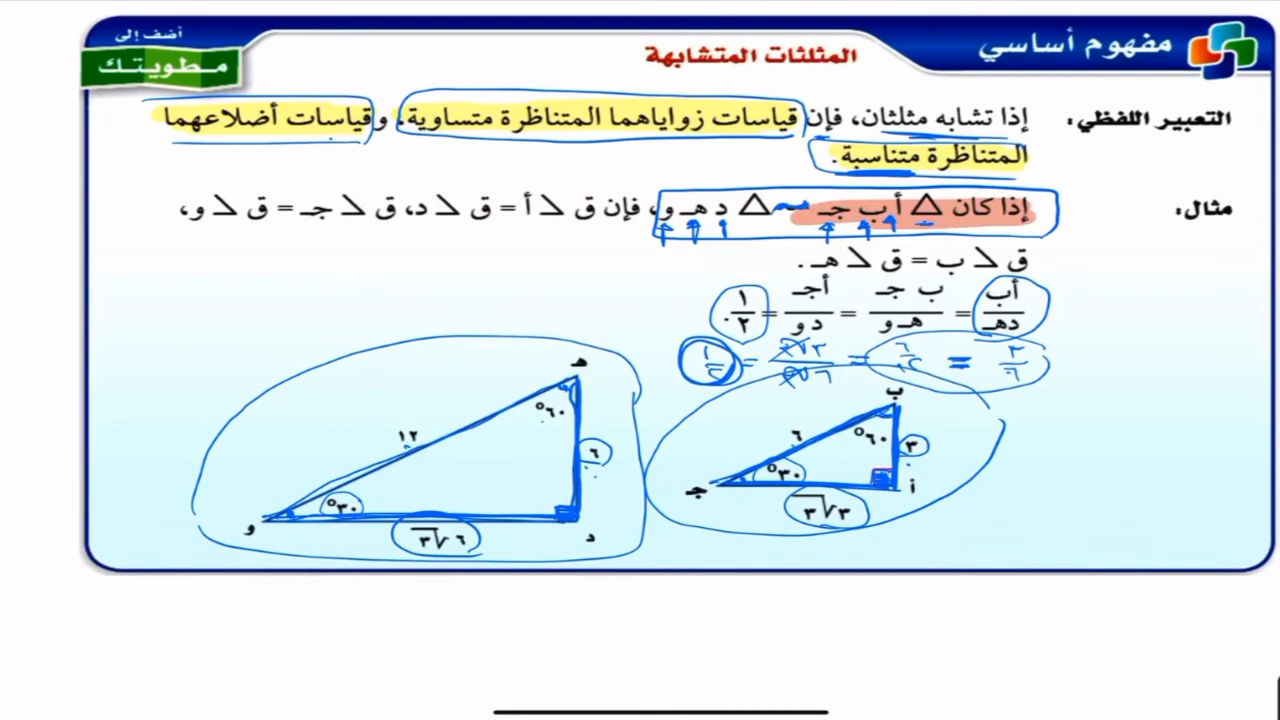 مفهوم أساسي
المثلثات المتشابهة
أضف إلى
مطويتك
التعبير اللفظي: إذا تشابه مثلثان، فإن قياسات زواياهما المتناظرة متساوية، وقياسات أضلاعهما
المتناظرة متناسبة.
مثال: إذا كان △ أ ب جـ ~ △ د هـ و، فإن ق ∠ أ = ق ∠ د، ق ∠ جـ = ق ∠ و،
ق ∠ ب = ق ∠ هـ.
أب/دهـ = ب جـ/هـ و = أجـ/د و = ١/٢.
٣/٦ = ٦/١٢ = ٣√٣/٦√٣ = ١/٢
ب
٦٠°
٣
٦
٣٠°
أ
جـ
٣√٣
هـ
٦٠°
١٢
٦
٣٠°
و
د
٦√٣